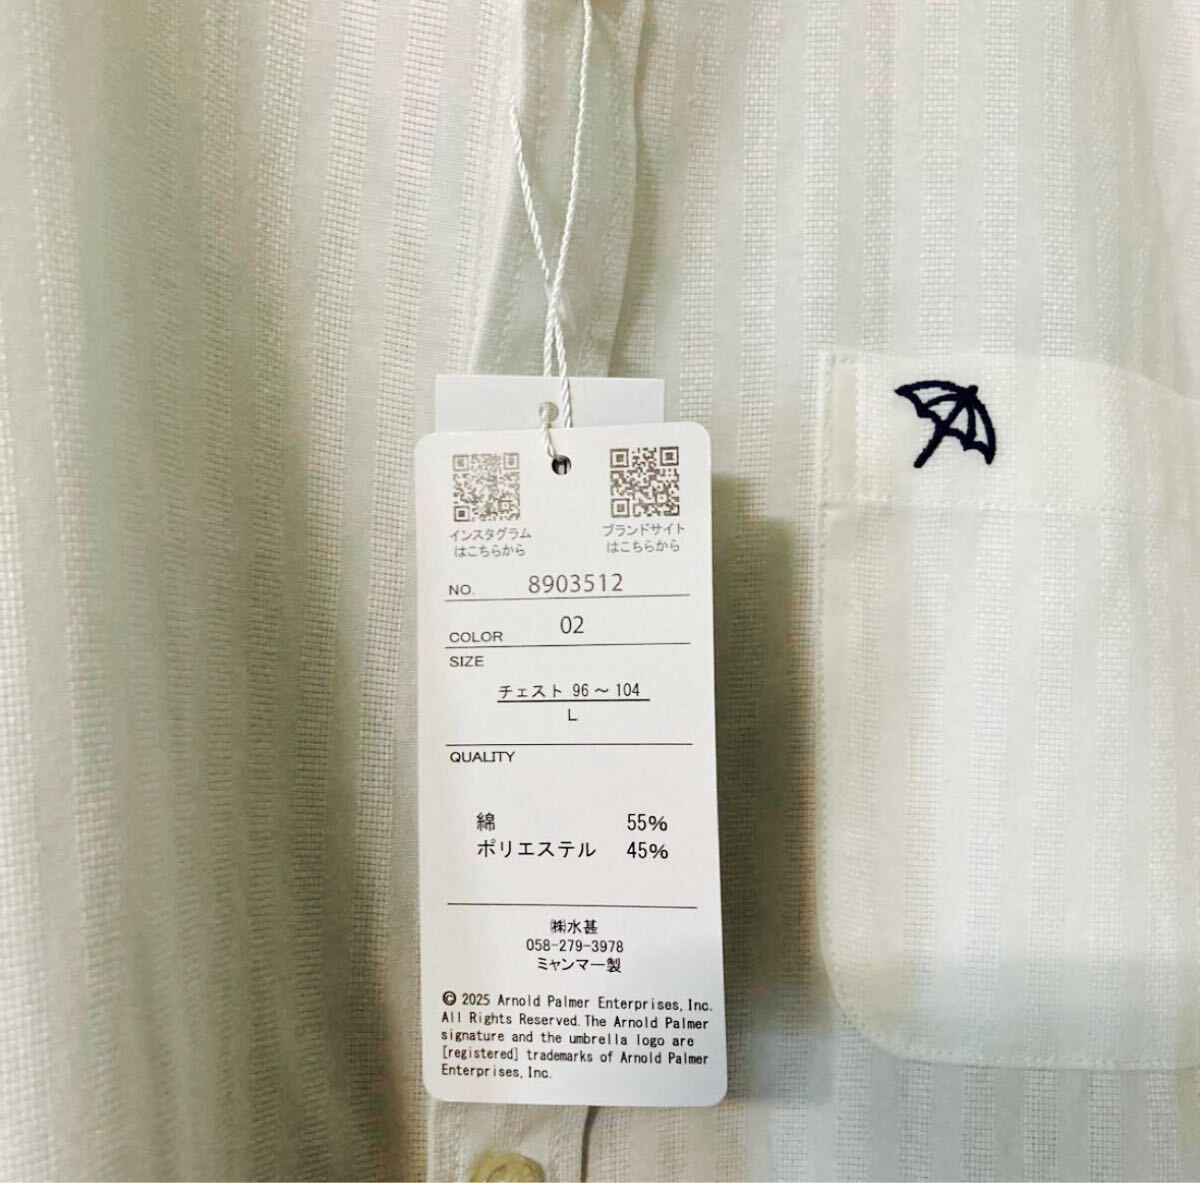 インスタグラム
はこちらから
ブランドサイト
はこちらから
NO. 8903512
COLOR 02
SIZE
チェスト 96～104
L
QUALITY
綿 55%
ポリエステル 45%
㈱水甚
058-279-3978
ミャンマー製
© 2025 Arnold Palmer Enterprises, Inc.
All Rights Reserved. The Arnold Palmer
signature and the umbrella logo are
[registered] trademarks of Arnold Palmer
Enterprises, Inc.